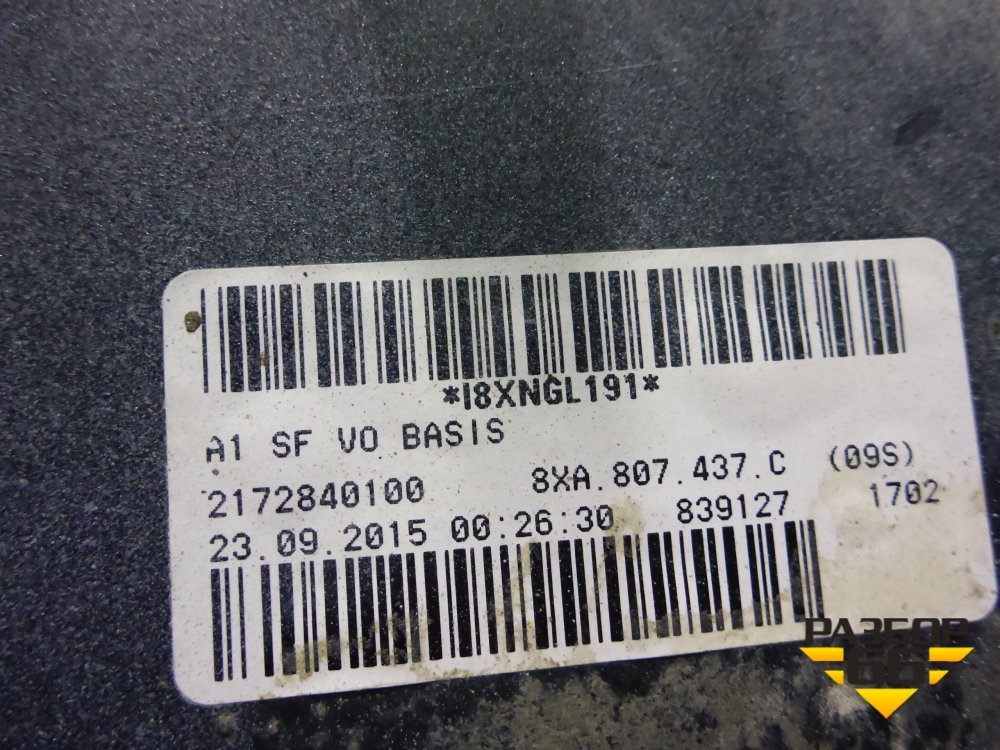 *I8XNGL191*
A1 SF VO BASIS
2172840100 8XA.807.437.C (09S)
23.09.2015 00:26:30 839127 1702
РАЗБОР
66